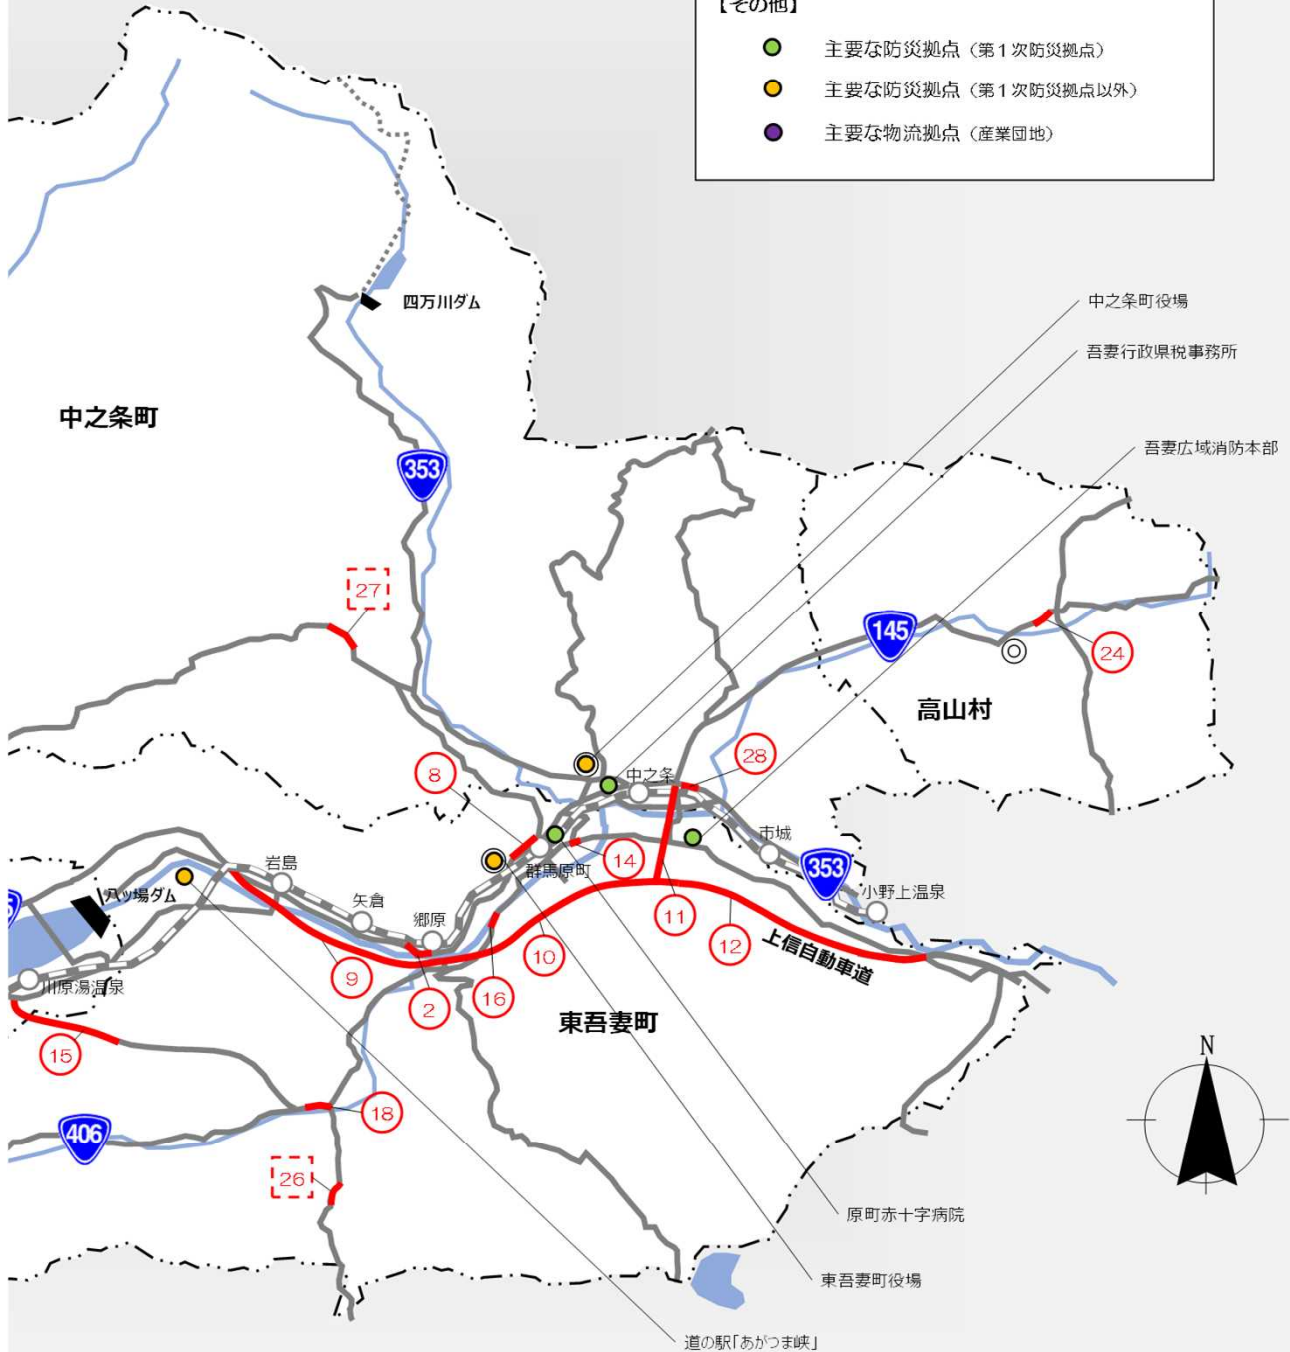 【その他】
主要な防災拠点（第１次防災拠点）
主要な防災拠点（第１次防災拠点以外）
主要な物流拠点（産業団地）
四万川ダム
中之条町役場
吾妻行政県税事務所
中之条町
吾妻広域消防本部
353
27
145
24
高山村
8
中之条
28
市城
14
群馬原町
353
岩島
小野上温泉
八ッ場ダム
矢倉
郷原
11
12
上信自動車道
9
10
川原湯温泉
2
16
東吾妻町
15
N
18
406
26
原町赤十字病院
東吾妻町役場
道の駅「あがつま峡」